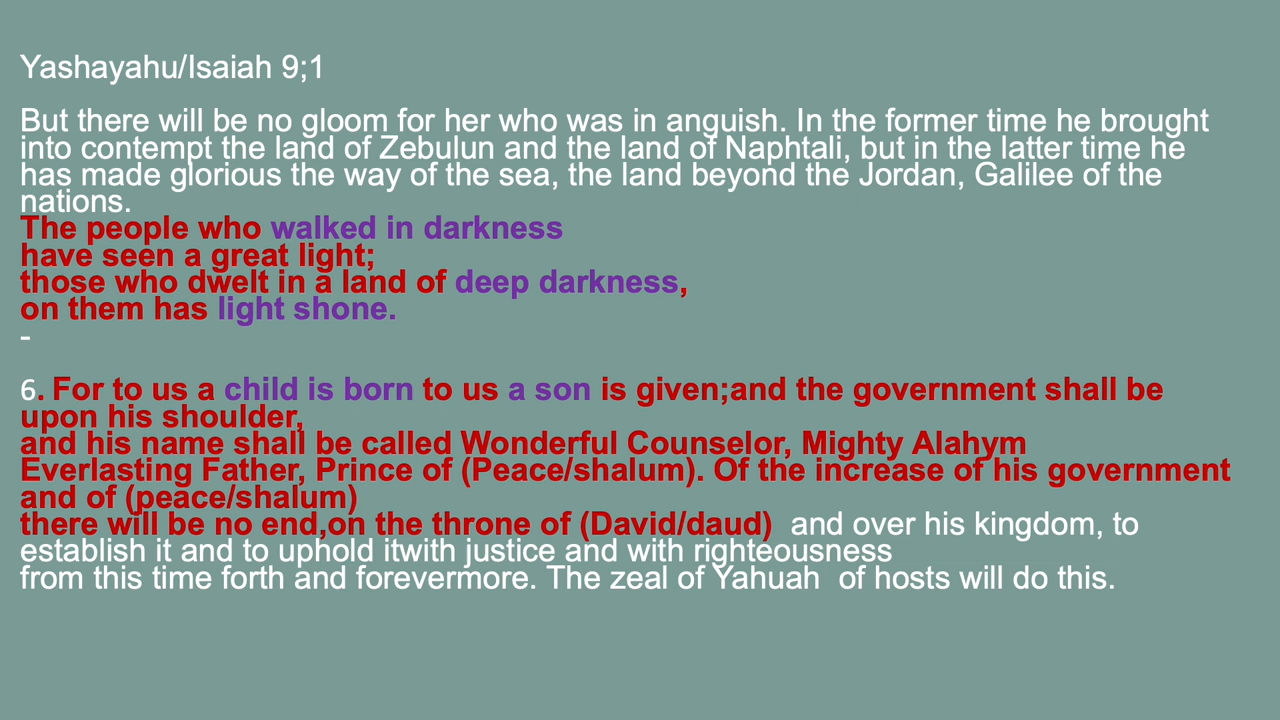 Yashayahu/Isaiah 9;1
But there will be no gloom for her who was in anguish. In the former time he brought
into contempt the land of Zebulun and the land of Naphtali, but in the latter time he
has made glorious the way of the sea, the land beyond the Jordan, Galilee of the
nations.
The people who walked in darkness
have seen a great light;
those who dwelt in a land of deep darkness,
on them has light shone.
-
6. For to us a child is born to us a son is given;and the government shall be
upon his shoulder,
and his name shall be called Wonderful Counselor, Mighty Alahym
Everlasting Father, Prince of (Peace/shalum). Of the increase of his government
and of (peace/shalum)
there will be no end,on the throne of (David/daud)  and over his kingdom, to
establish it and to uphold itwith justice and with righteousness
from this time forth and forevermore. The zeal of Yahuah  of hosts will do this.